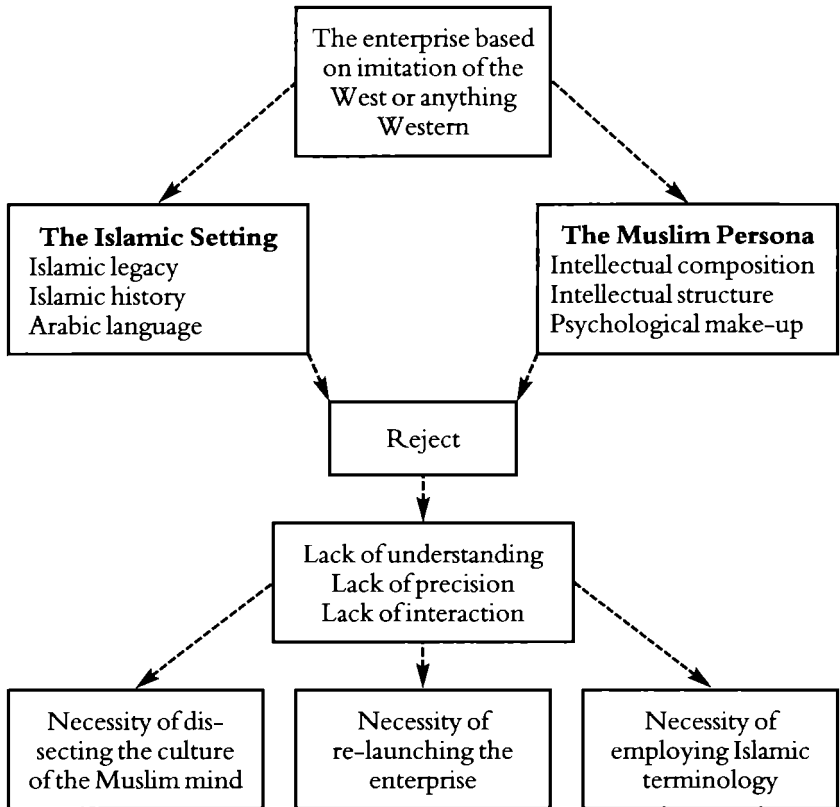 The enterprise based
on imitation of the
West or anything
Western
The Islamic Setting
Islamic legacy
Islamic history
Arabic language
The Muslim Persona
Intellectual composition
Intellectual structure
Psychological make-up
Reject
Lack of understanding
Lack of precision
Lack of interaction
Necessity of dis-
secting the culture
of the Muslim mind
Necessity of
re-launching the
enterprise
Necessity of
employing Islamic
terminology